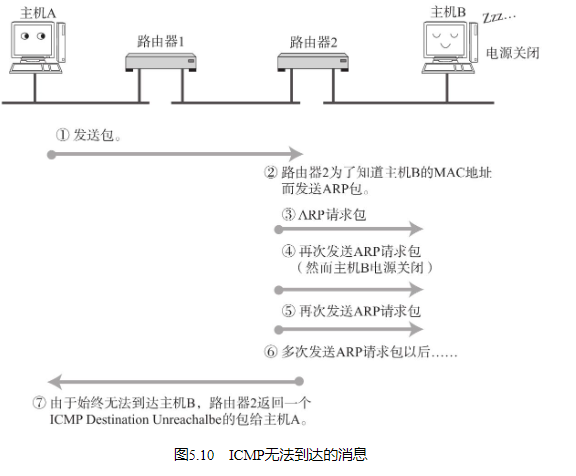 主机A
主机B
Zzz…
路由器1
路由器2
电源关闭
① 发送包。
② 路由器2为了知道主机B的MAC地址
而发送ARP包。
③ ARP请求包
④ 再次发送ARP请求包
（然而主机B电源关闭）
⑤ 再次发送ARP请求包
⑥ 多次发送ARP请求包以后……
⑦ 由于始终无法到达主机B，路由器2返回一个
ICMP Destination Unreachalbe的包给主机A。
图5.10 ICMP无法到达的消息